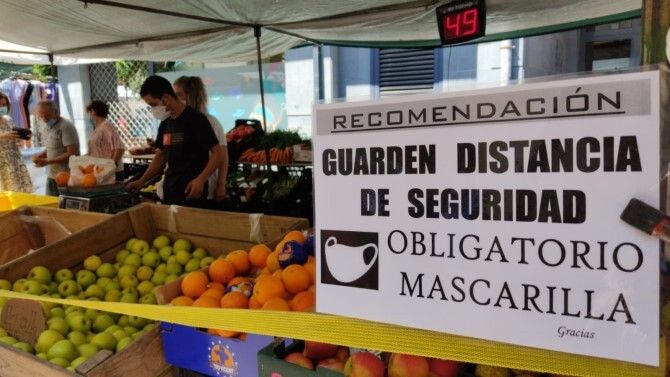 49
RECOMENDACIÓN
GUARDEN DISTANCIA
DE SEGURIDAD
OBLIGATORIO
MASCARILLA
Gracias